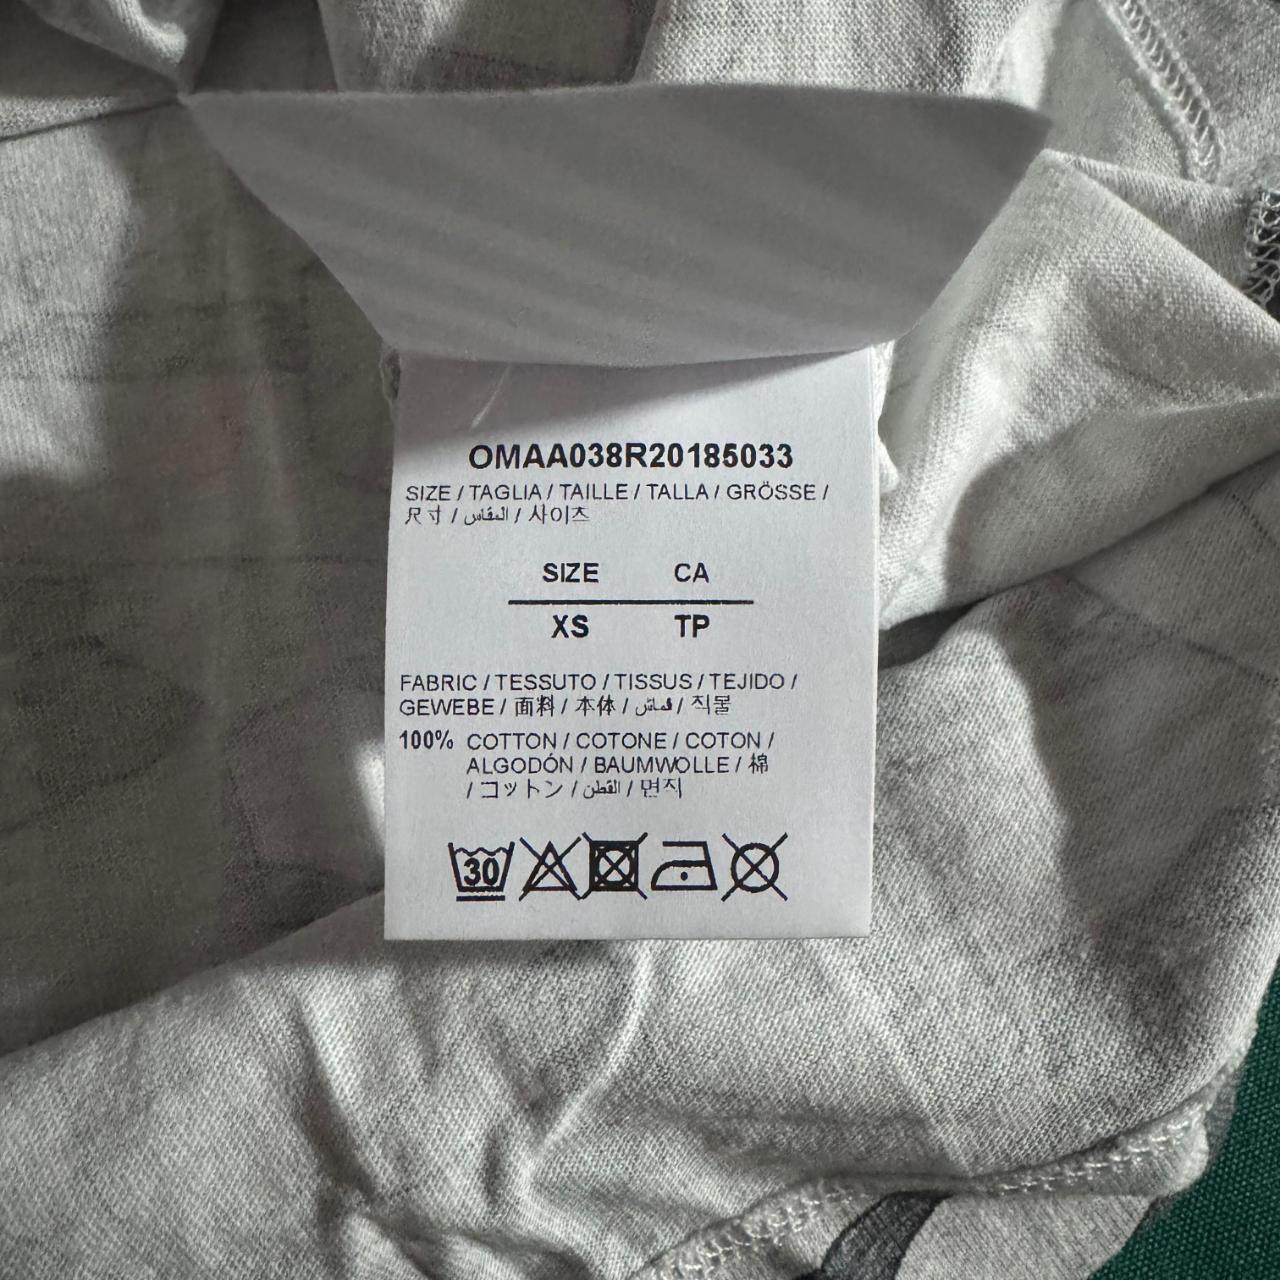 OMAA038R20185033
SIZE / TAGLIA / TAILLE / TALLA / GRÖSSE /
尺寸 / المقاس / 사이즈
SIZE CA
XS TP
FABRIC / TESSUTO / TISSUS / TEJIDO /
GEWEBE / 面料 / 本体 / قماش / 직물
100% COTTON / COTONE / COTON /
ALGODÓN / BAUMWOLLE / 棉
/ コットン / القطن / 면직
30